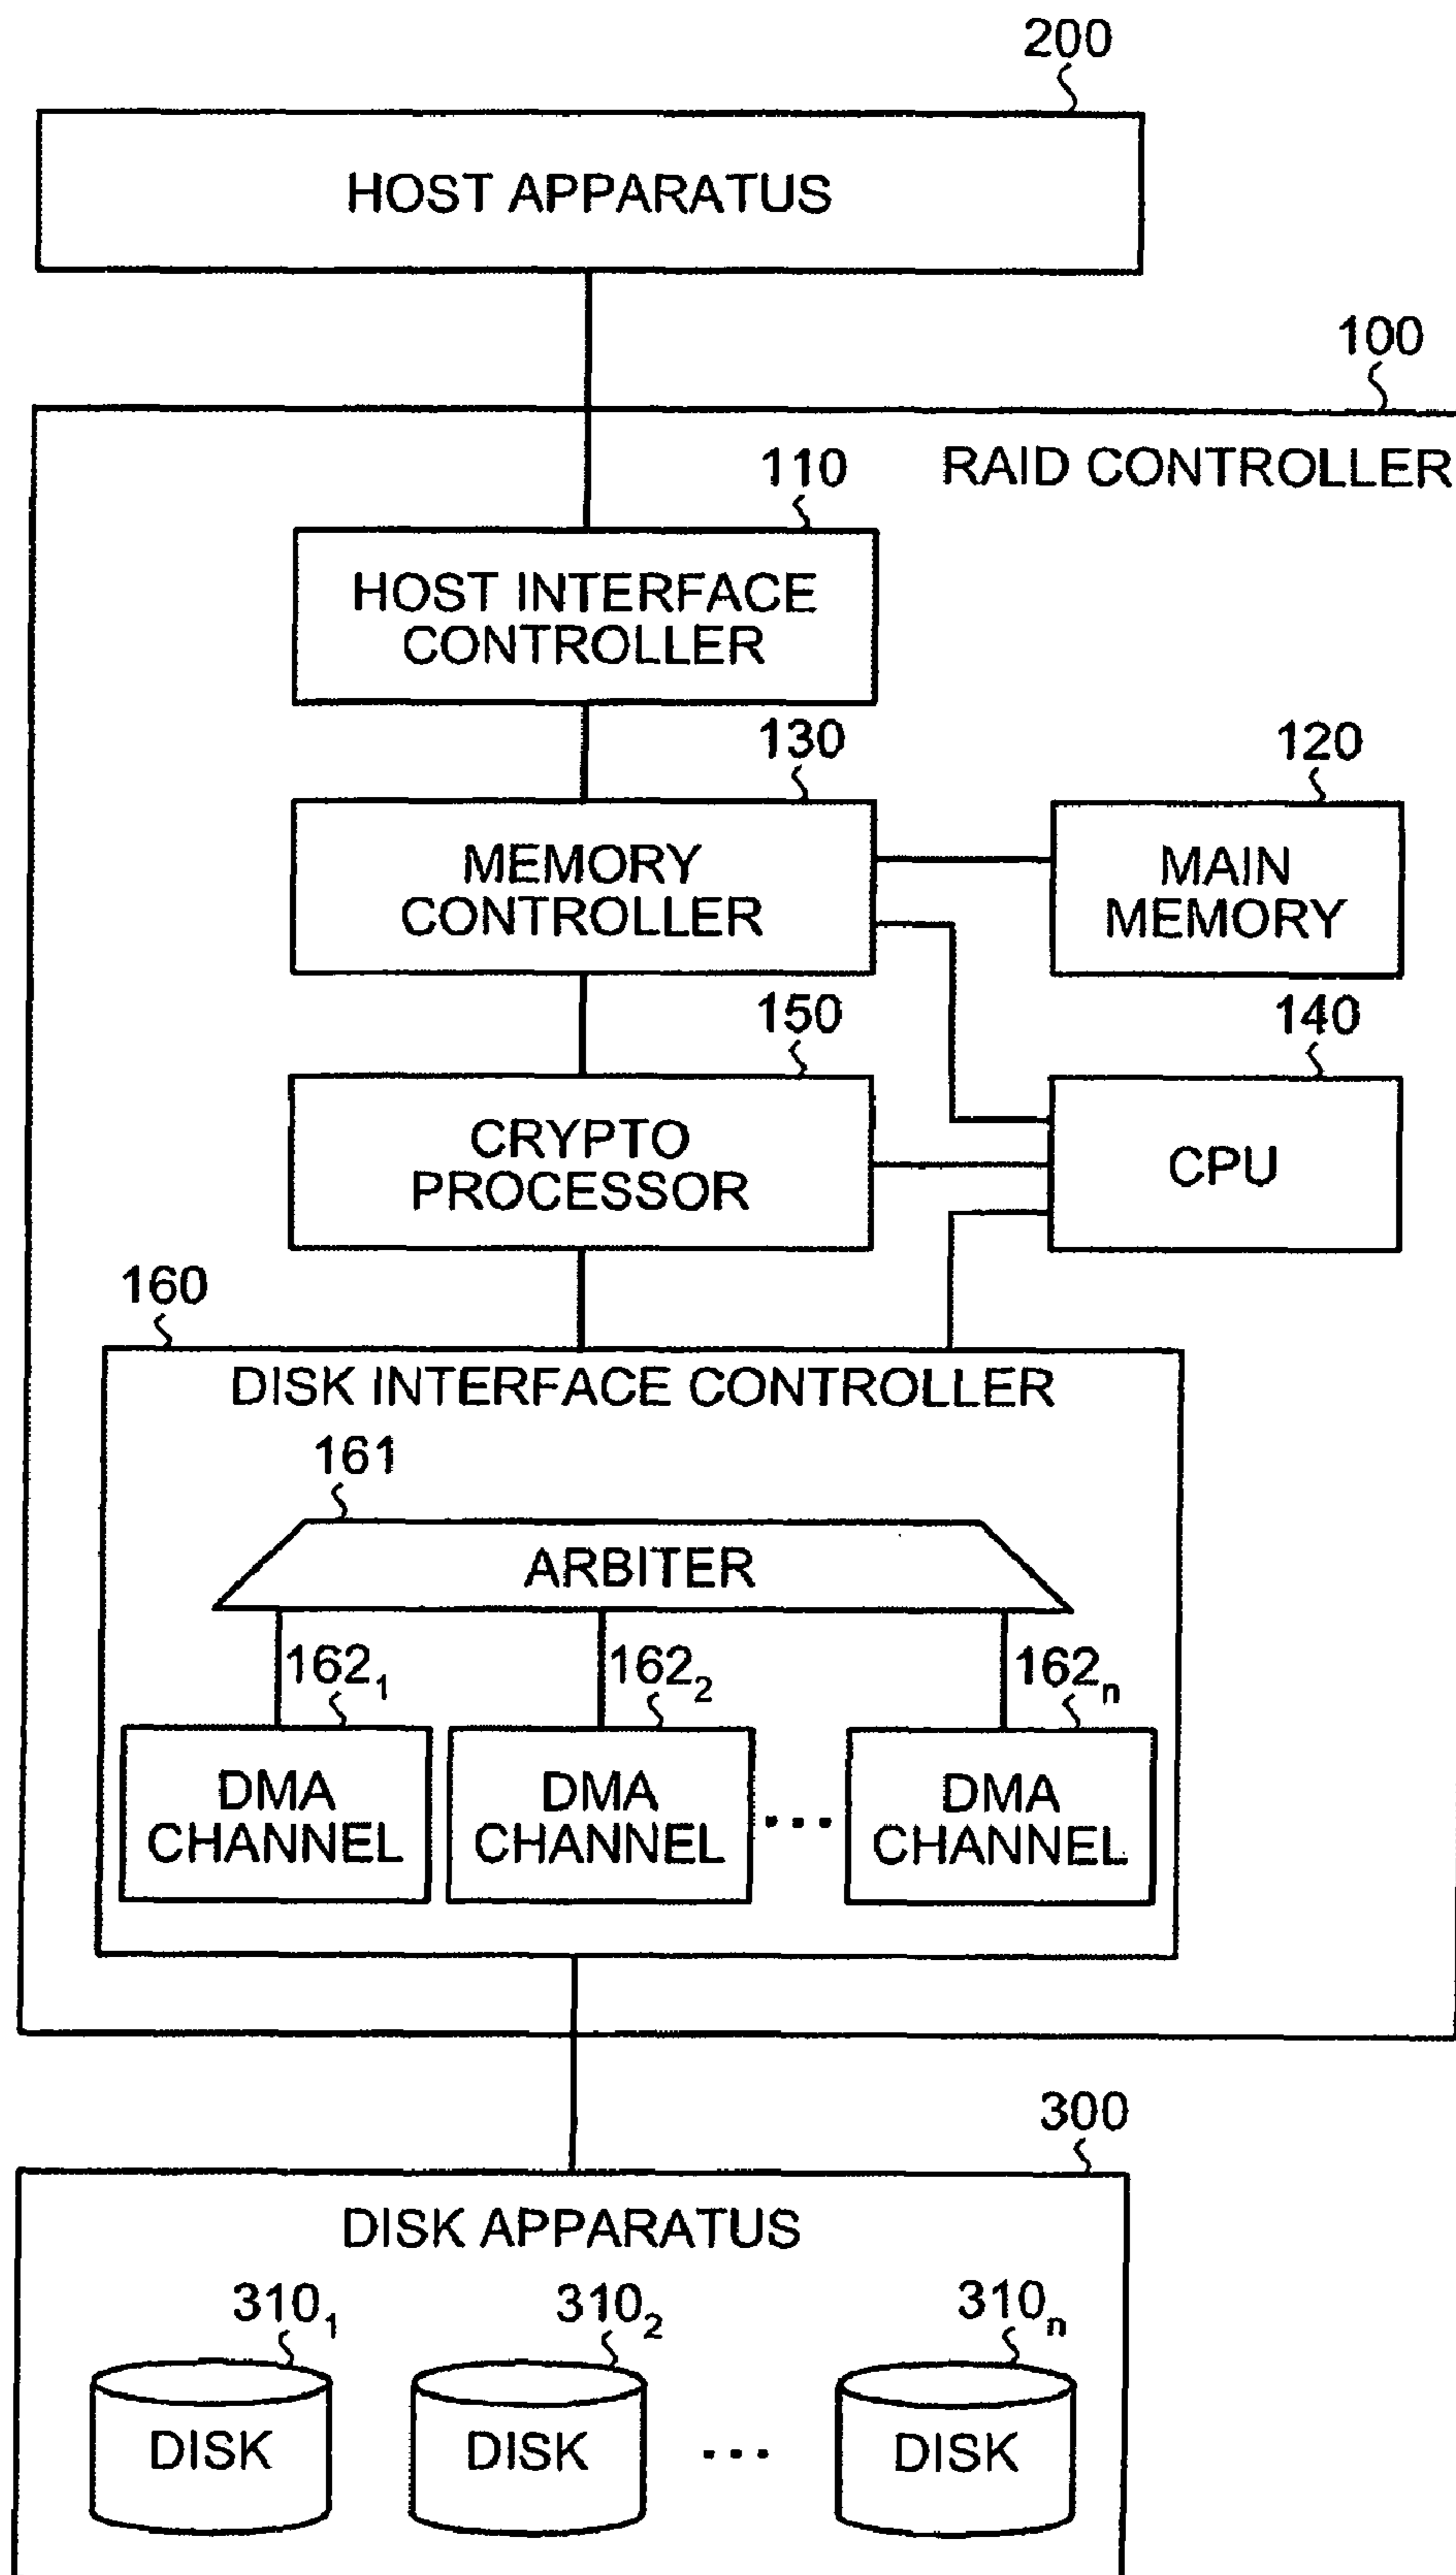 200
HOST APPARATUS
100
RAID CONTROLLER
110
HOST INTERFACE
CONTROLLER
130
120
MEMORY
CONTROLLER
MAIN
MEMORY
150
140
CRYPTO
PROCESSOR
CPU
160
DISK INTERFACE CONTROLLER
161
ARBITER
162₁
162₂
162ₙ
DMA
CHANNEL
DMA
CHANNEL
...
DMA
CHANNEL
300
DISK APPARATUS
310₁
310₂
310ₙ
DISK
DISK
...
DISK